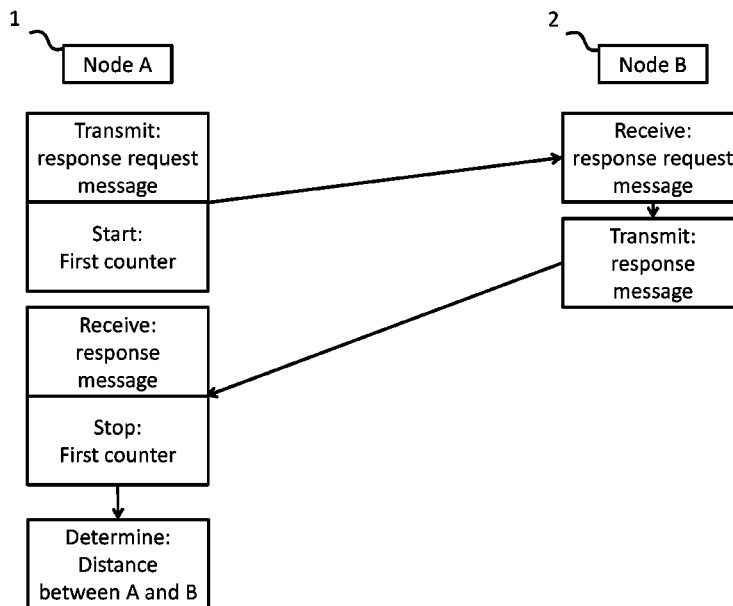 1
Node A
2
Node B
Transmit:
response request
message
Start:
First counter
Receive:
response request
message
Transmit:
response
message
Receive:
response
message
Stop:
First counter
Determine:
Distance
between A and B